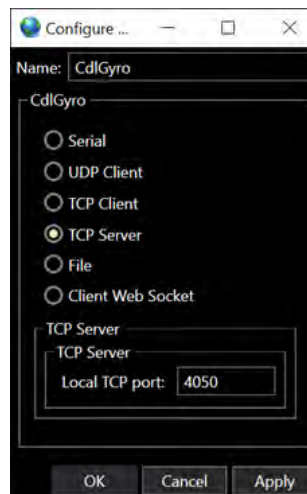 Configure ...
Name: CdlGyro
CdlGyro
Serial
UDP Client
TCP Client
TCP Server
File
Client Web Socket
TCP Server
TCP Server
Local TCP port: 4050
OK Cancel Apply